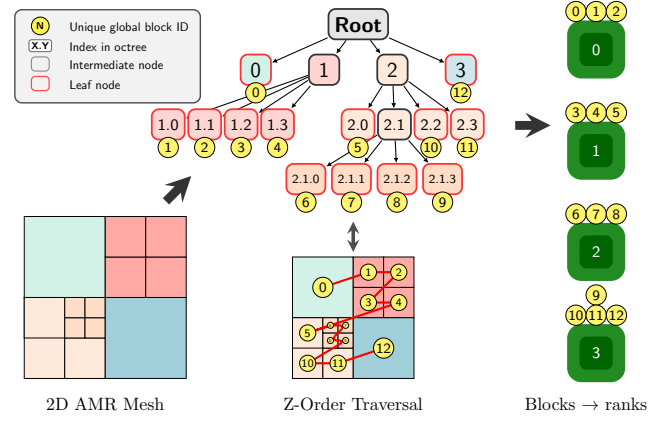 N Unique global block ID
X.Y Index in octree
Intermediate node
Leaf node
Root
0 1 2 3
0 12
1.0 1.1 1.2 1.3 2.0 2.1 2.2 2.3
1 2 3 4 5 10 11
2.1.0 2.1.1 2.1.2 2.1.3
6 7 8 9
0 1 2
3 4
5
10 11 12
2D AMR Mesh
Z-Order Traversal
0 1 2
0
3 4 5
1
6 7 8
2
9
10 11 12
3
Blocks → ranks